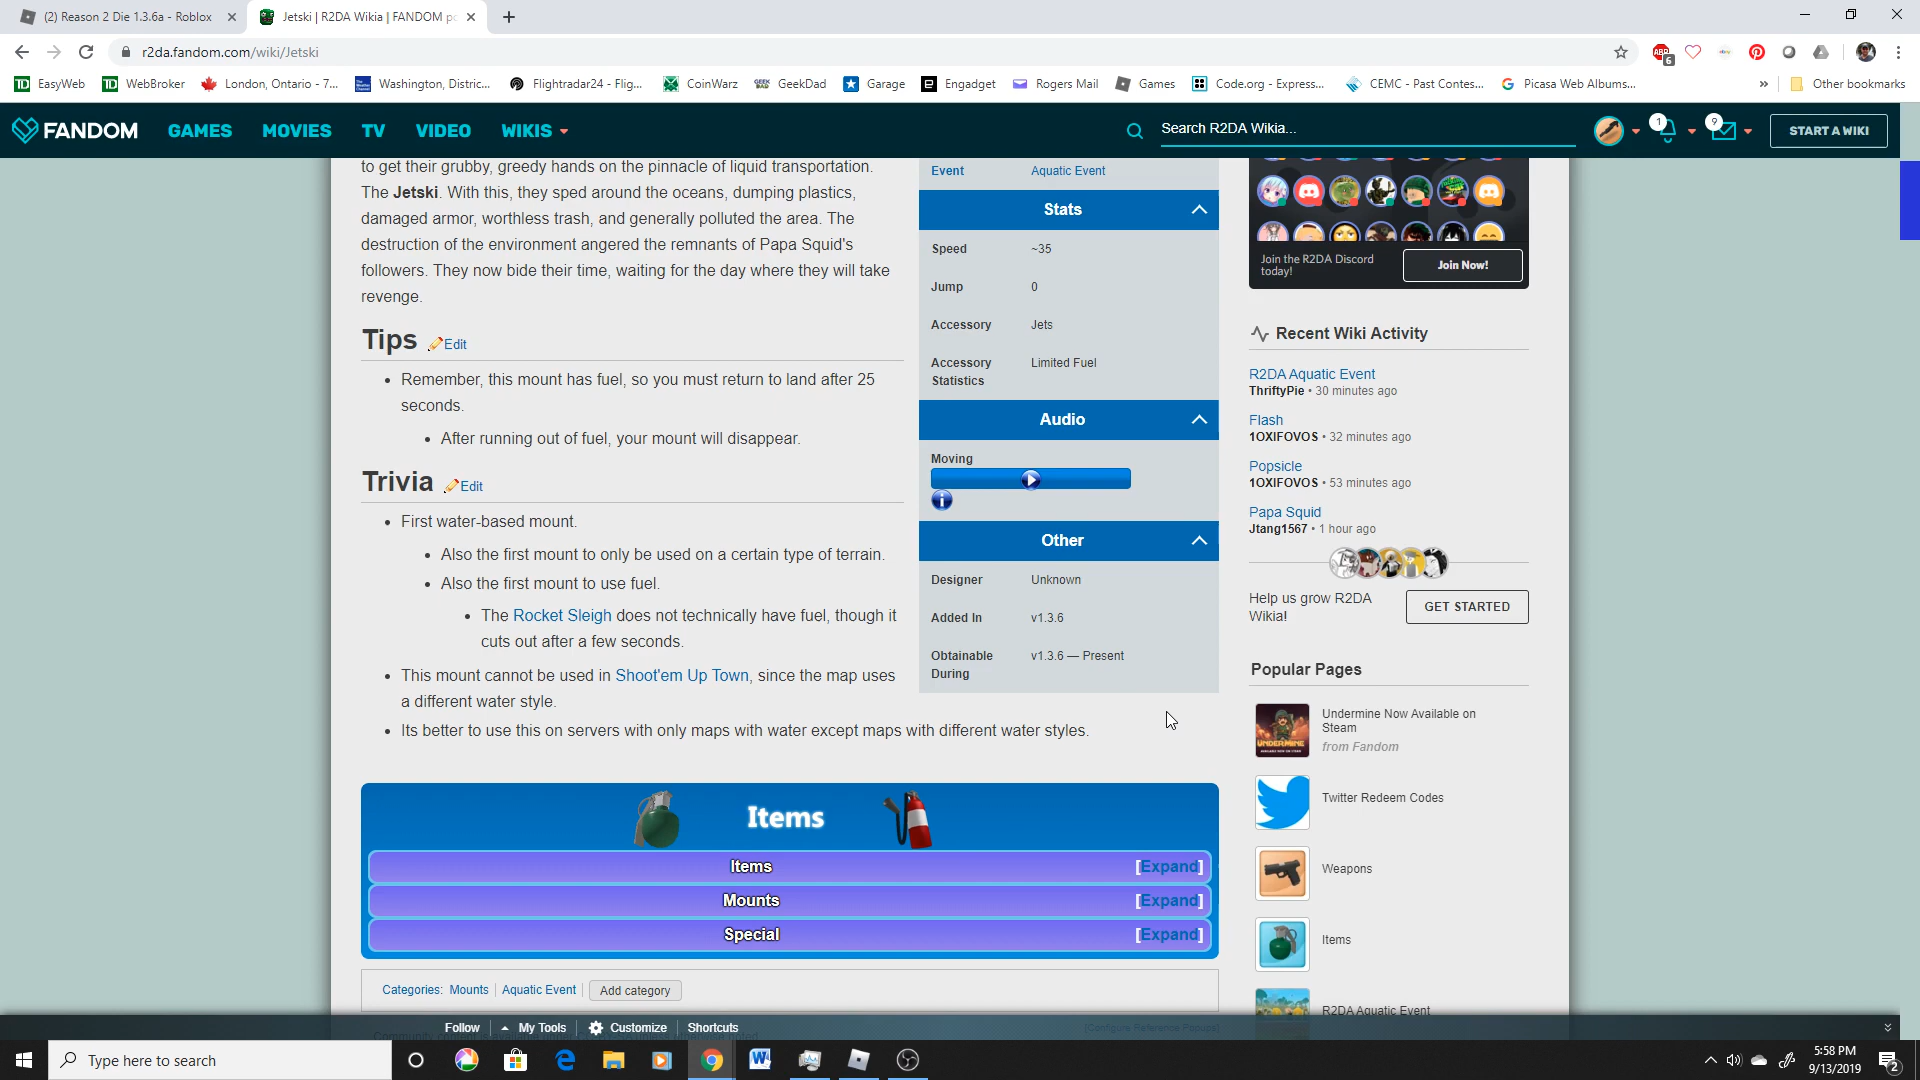 (2) Reason 2 Die 1.3.6a - Roblox
Jetski | R2DA Wikia | FANDOM po
r2da.fandom.com/wiki/Jetski
6
EasyWeb
WebBroker
London, Ontario - 7...
Washington, Distric...
Flightradar24 - Flig...
CoinWarz
GeekDad
Garage
Engadget
Rogers Mail
Games
Code.org - Express...
CEMC - Past Contes...
Picasa Web Albums...
»
Other bookmarks
FANDOM
GAMES
MOVIES
TV
VIDEO
WIKIS
Search R2DA Wikia...
1
9
START A WIKI
to get their grubby, greedy hands on the pinnacle of liquid transportation.
The Jetski. With this, they sped around the oceans, dumping plastics,
damaged armor, worthless trash, and generally polluted the area. The
destruction of the environment angered the remnants of Papa Squid's
followers. They now bide their time, waiting for the day where they will take
revenge.
Tips Edit
• Remember, this mount has fuel, so you must return to land after 25
seconds.
• After running out of fuel, your mount will disappear.
Trivia Edit
• First water-based mount.
• Also the first mount to only be used on a certain type of terrain.
• Also the first mount to use fuel.
• The Rocket Sleigh does not technically have fuel, though it
cuts out after a few seconds.
• This mount cannot be used in Shoot'em Up Town, since the map uses
a different water style.
• Its better to use this on servers with only maps with water except maps with different water styles.
Event Aquatic Event
Stats
Speed ~35
Jump 0
Accessory Jets
Accessory Limited Fuel
Statistics
Audio
Moving
Other
Designer Unknown
Added In v1.3.6
Obtainable v1.3.6 — Present
During
Items
Items [Expand]
Mounts [Expand]
Special [Expand]
Categories: Mounts Aquatic Event Add category
Join the R2DA Discord
today!
Join Now!
Recent Wiki Activity
R2DA Aquatic Event
ThriftyPie • 30 minutes ago
Flash
1OXIFOVOS • 32 minutes ago
Popsicle
1OXIFOVOS • 53 minutes ago
Papa Squid
Jtang1567 • 1 hour ago
Help us grow R2DA
Wikia!
GET STARTED
Popular Pages
Undermine Now Available on
Steam
from Fandom
UNDERMINE
Twitter Redeem Codes
Weapons
Items
R2DA Aquatic Event
Follow
My Tools
Customize
Shortcuts
[Configure Reference Popups]
Type here to search
5:58 PM
9/13/2019
2